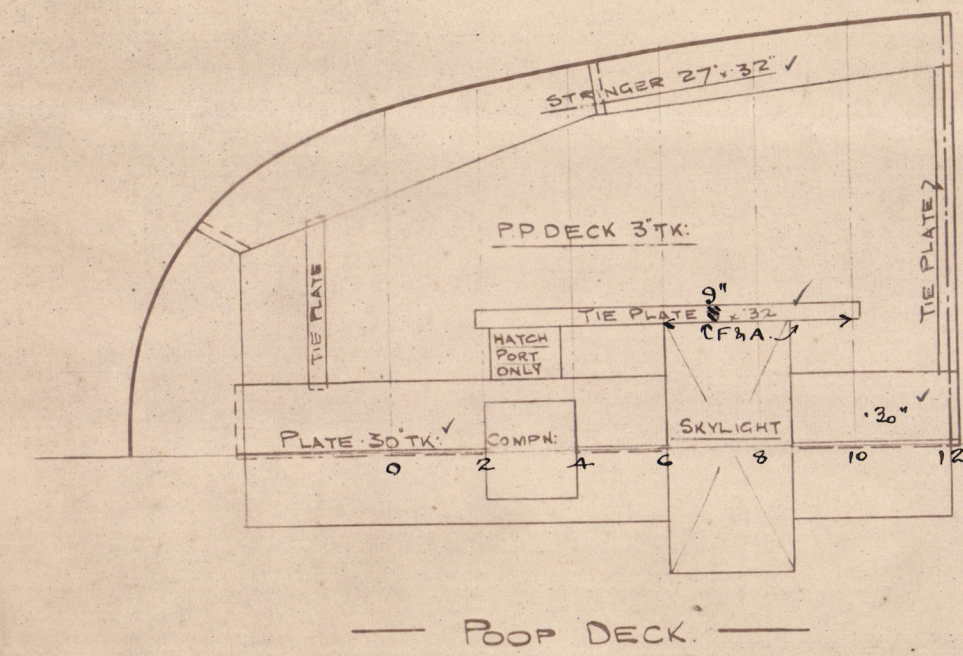 STRINGER 27" × ·32" ✓
P.P. DECK 3" TK:
TIE PLATE
TIE PLATE
9"
TIE PLATE × ·32 ✓
F & A.
HATCH
PORT
ONLY
SKYLIGHT
·30" ✓
PLATE ·30" TK: ✓
COMPN:
0 2 4 6 8 10 12
POOP DECK.